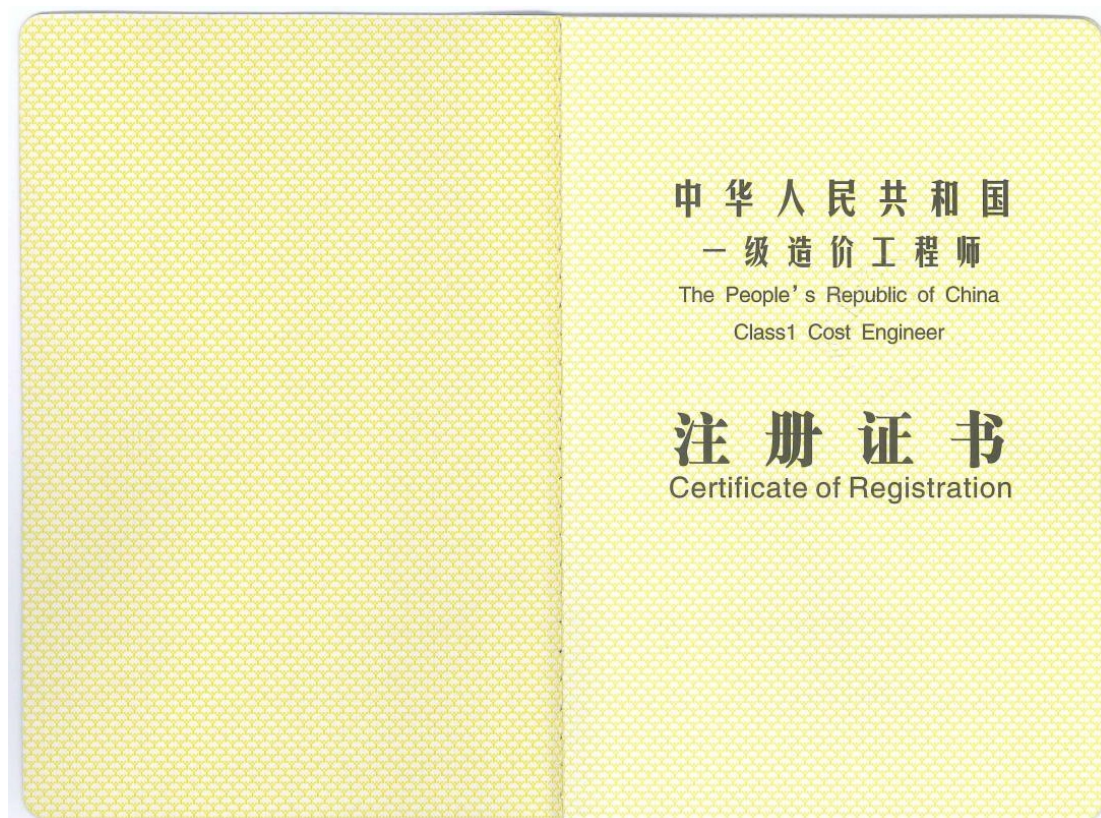 中华人民共和国
一级造价工程师
The People's Republic of China
Class1 Cost Engineer
注册证书
Certificate of Registration